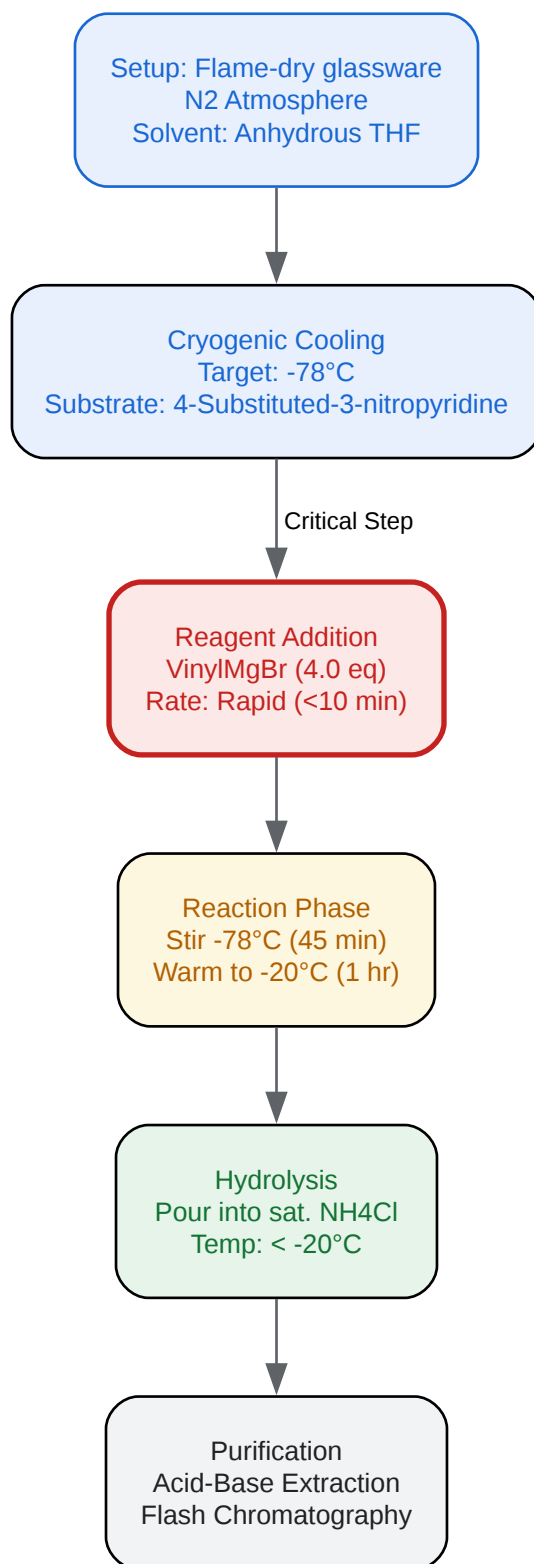 Setup: Flame-dry glassware
N2 Atmosphere
Solvent: Anhydrous THF
Cryogenic Cooling
Target: -78°C
Substrate: 4-Substituted-3-nitropyridine
Critical Step
Reagent Addition
VinylMgBr (4.0 eq)
Rate: Rapid (<10 min)
Reaction Phase
Stir -78°C (45 min)
Warm to -20°C (1 hr)
Hydrolysis
Pour into sat. NH4Cl
Temp: < -20°C
Purification
Acid-Base Extraction
Flash Chromatography